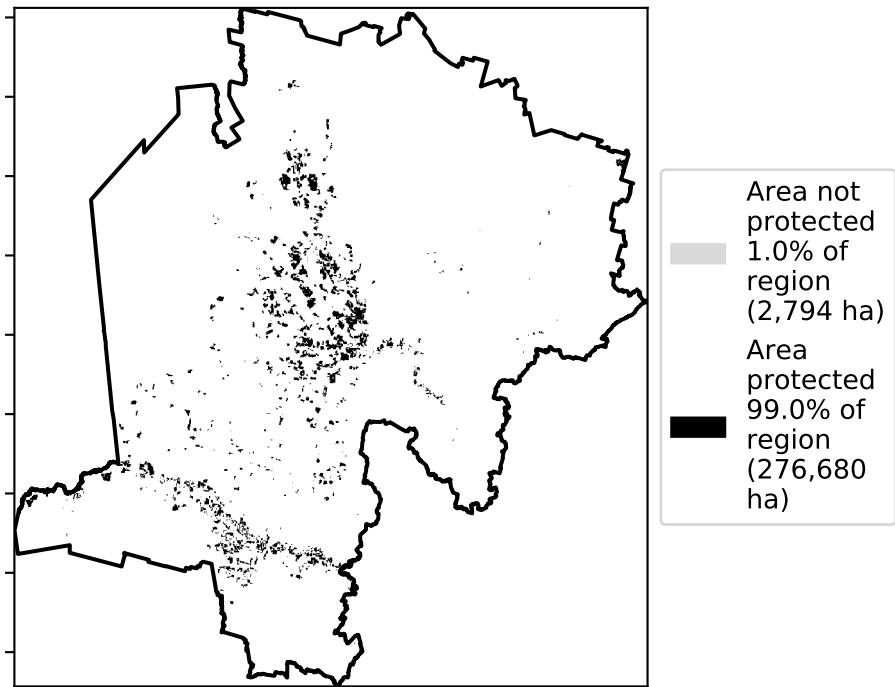 Area not
protected
1.0% of
region
(2,794 ha)
Area
protected
99.0% of
region
(276,680
ha)